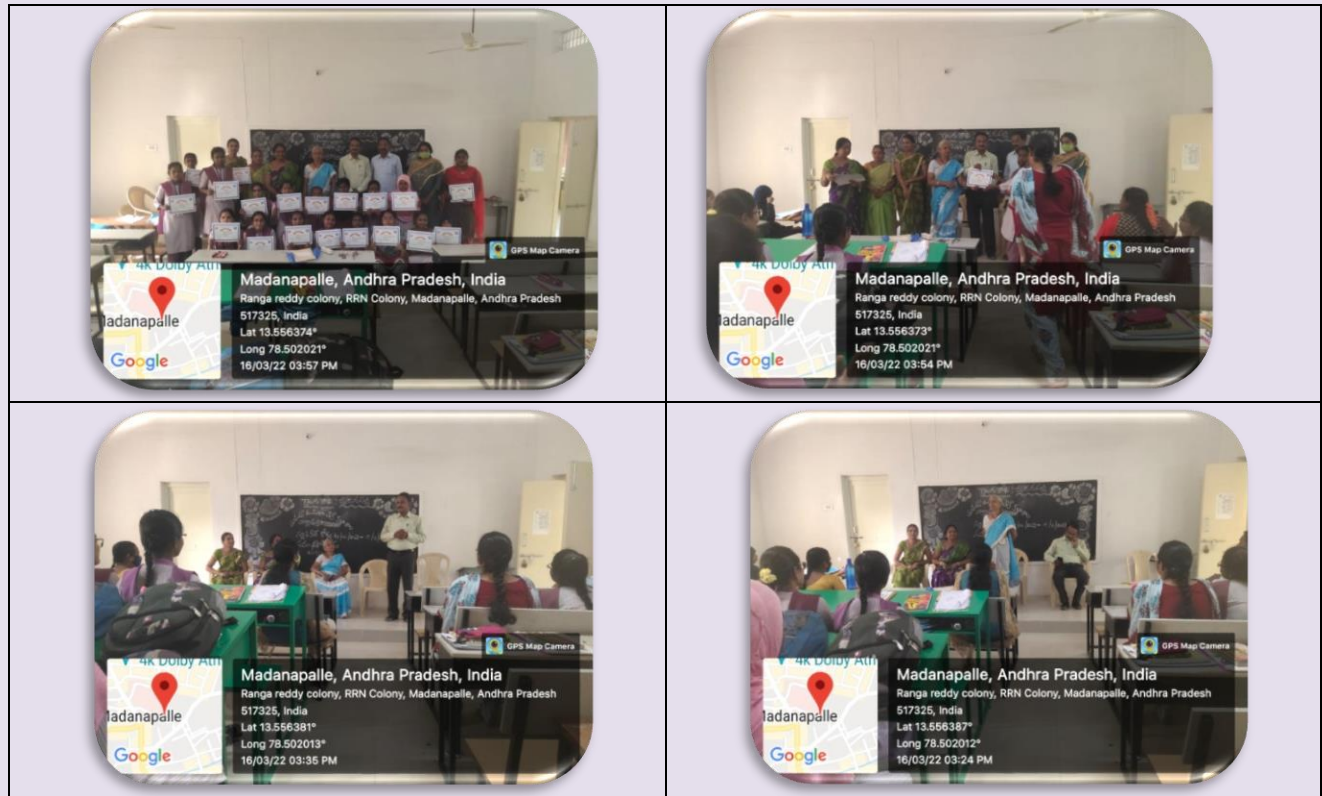 GPS Map Camera
Madanapalle, Andhra Pradesh, India
Ranga reddy colony, RRN Colony, Madanapalle, Andhra Pradesh
517325, India
Lat 13.556374°
Long 78.502021°
16/03/22 03:57 PM
4K Dolby Atm
Madanapalle
Google
GPS Map Camera
Madanapalle, Andhra Pradesh, India
Ranga reddy colony, RRN Colony, Madanapalle, Andhra Pradesh
517325, India
Lat 13.556373°
Long 78.502021°
16/03/22 03:54 PM
4K Dolby Atm
Madanapalle
Google
GPS Map Camera
Madanapalle, Andhra Pradesh, India
Ranga reddy colony, RRN Colony, Madanapalle, Andhra Pradesh
517325, India
Lat 13.556381°
Long 78.502013°
16/03/22 03:35 PM
4K Dolby Atm
Madanapalle
Google
GPS Map Camera
Madanapalle, Andhra Pradesh, India
Ranga reddy colony, RRN Colony, Madanapalle, Andhra Pradesh
517325, India
Lat 13.556387°
Long 78.502012°
16/03/22 03:24 PM
4K Dolby Atm
Madanapalle
Google